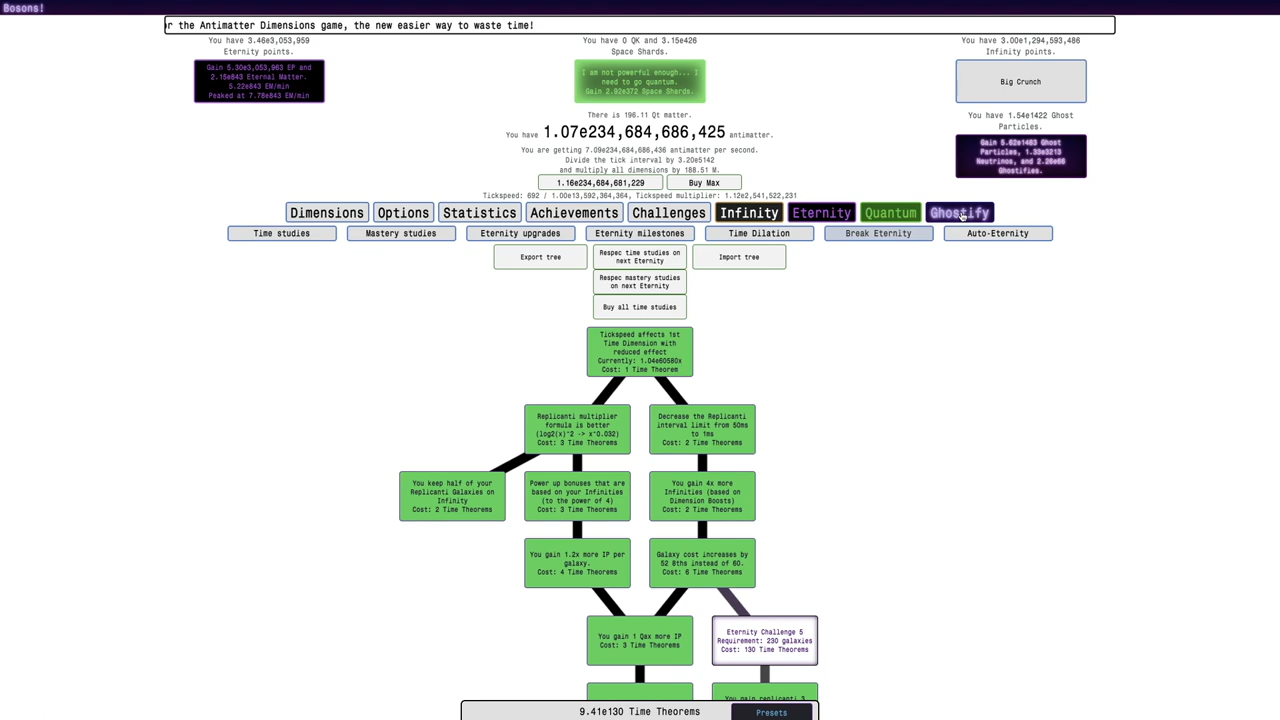 Bosons!
r the Antimatter Dimensions game, the new easier way to waste time!
You have 3.46e3,053,959
Eternity points.
You have 0 QK and 3.15e426
Space Shards.
You have 3.00e1,294,593,486
Infinity points.
Gain 5.30e3,053,963 EP and
2.15e843 Eternal Matter.
5.22e843 EM/min
Peaked at 7.78e843 EM/min
I am not powerful enough... I
need to go quantum.
Gain 2.92e372 Space Shards.
Big Crunch
There is 196.11 Qt matter.
You have 1.54e1422 Ghost
Particles.
You have 1.07e234,684,686,425 antimatter.
Gain 5.62e1463 Ghost
Particles, 1.33e3213
Neutrinos, and 2.26e66
Ghostifies.
You are getting 7.09e234,684,686,436 antimatter per second.
Divide the tick interval by 3.20e5142
and multiply all dimensions by 188.51 M.
1.16e234,684,681,229
Buy Max
Tickspeed: 692 / 1.00e13,592,364,364, Tickspeed multiplier: 1.12e2,541,522,231
Dimensions
Options
Statistics
Achievements
Challenges
Infinity
Eternity
Quantum
Ghostify
Time studies
Mastery studies
Eternity upgrades
Eternity milestones
Time Dilation
Break Eternity
Auto-Eternity
Export tree
Respec time studies on
next Eternity
Import tree
Respec mastery studies
on next Eternity
Buy all time studies
Tickspeed affects 1st
Time Dimension with
reduced effect
Currently: 1.04e60580x
Cost: 1 Time Theorem
Replicanti multiplier
formula is better
(log2(x)^2 -> x^0.032)
Cost: 3 Time Theorems
Decrease the Replicanti
interval limit from 50ms
to 1ms
Cost: 2 Time Theorems
You keep half of your
Replicanti Galaxies on
Infinity
Cost: 2 Time Theorems
Power up bonuses that are
based on your Infinities
(to the power of 4)
Cost: 3 Time Theorems
You gain 4x more
Infinities (based on
Dimension Boosts)
Cost: 2 Time Theorems
You gain 1.2x more IP per
galaxy.
Cost: 4 Time Theorems
Galaxy cost increases by
52 8ths instead of 60.
Cost: 6 Time Theorems
You gain 1 Qax more IP
Cost: 3 Time Theorems
Eternity Challenge 5
Requirement: 230 galaxies
Cost: 130 Time Theorems
You gain replicanti 3
9.41e130 Time Theorems
Presets